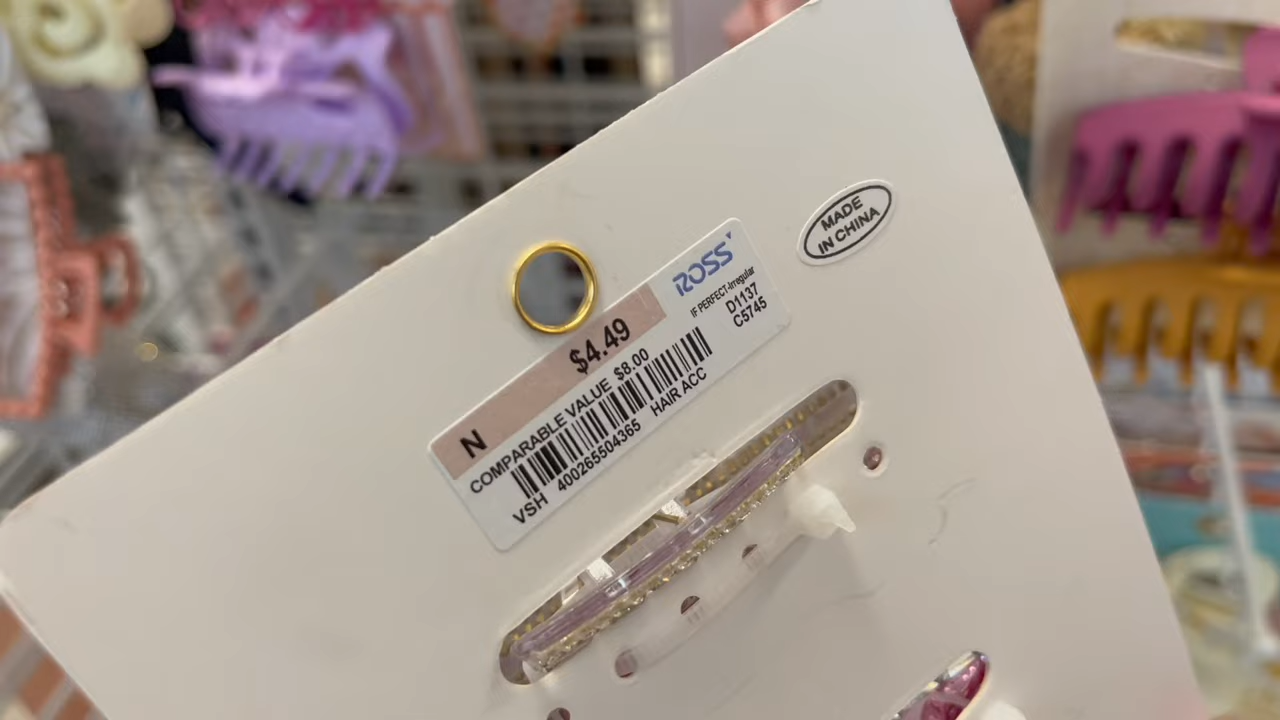 MADE
IN CHINA
ROSS
IF PERFECT-Irregular
D1137
C5745
$4.49
N
COMPARABLE VALUE $8.00
VSH 400265504365 HAIR ACC